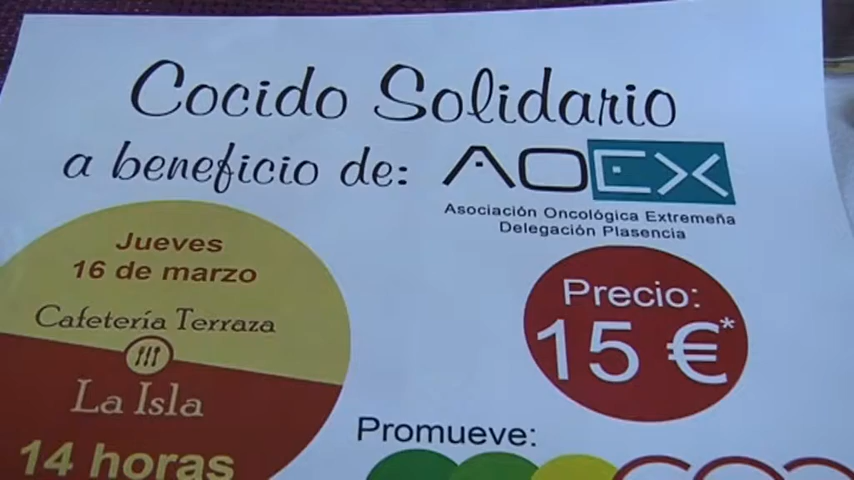 Cocido Solidario
a beneficio de: AOEX
Asociación Oncológica Extremeña
Delegación Plasencia
Jueves
16 de marzo
Cafetería Terraza
La Isla
14 horas
Precio:
15 €*
Promueve: